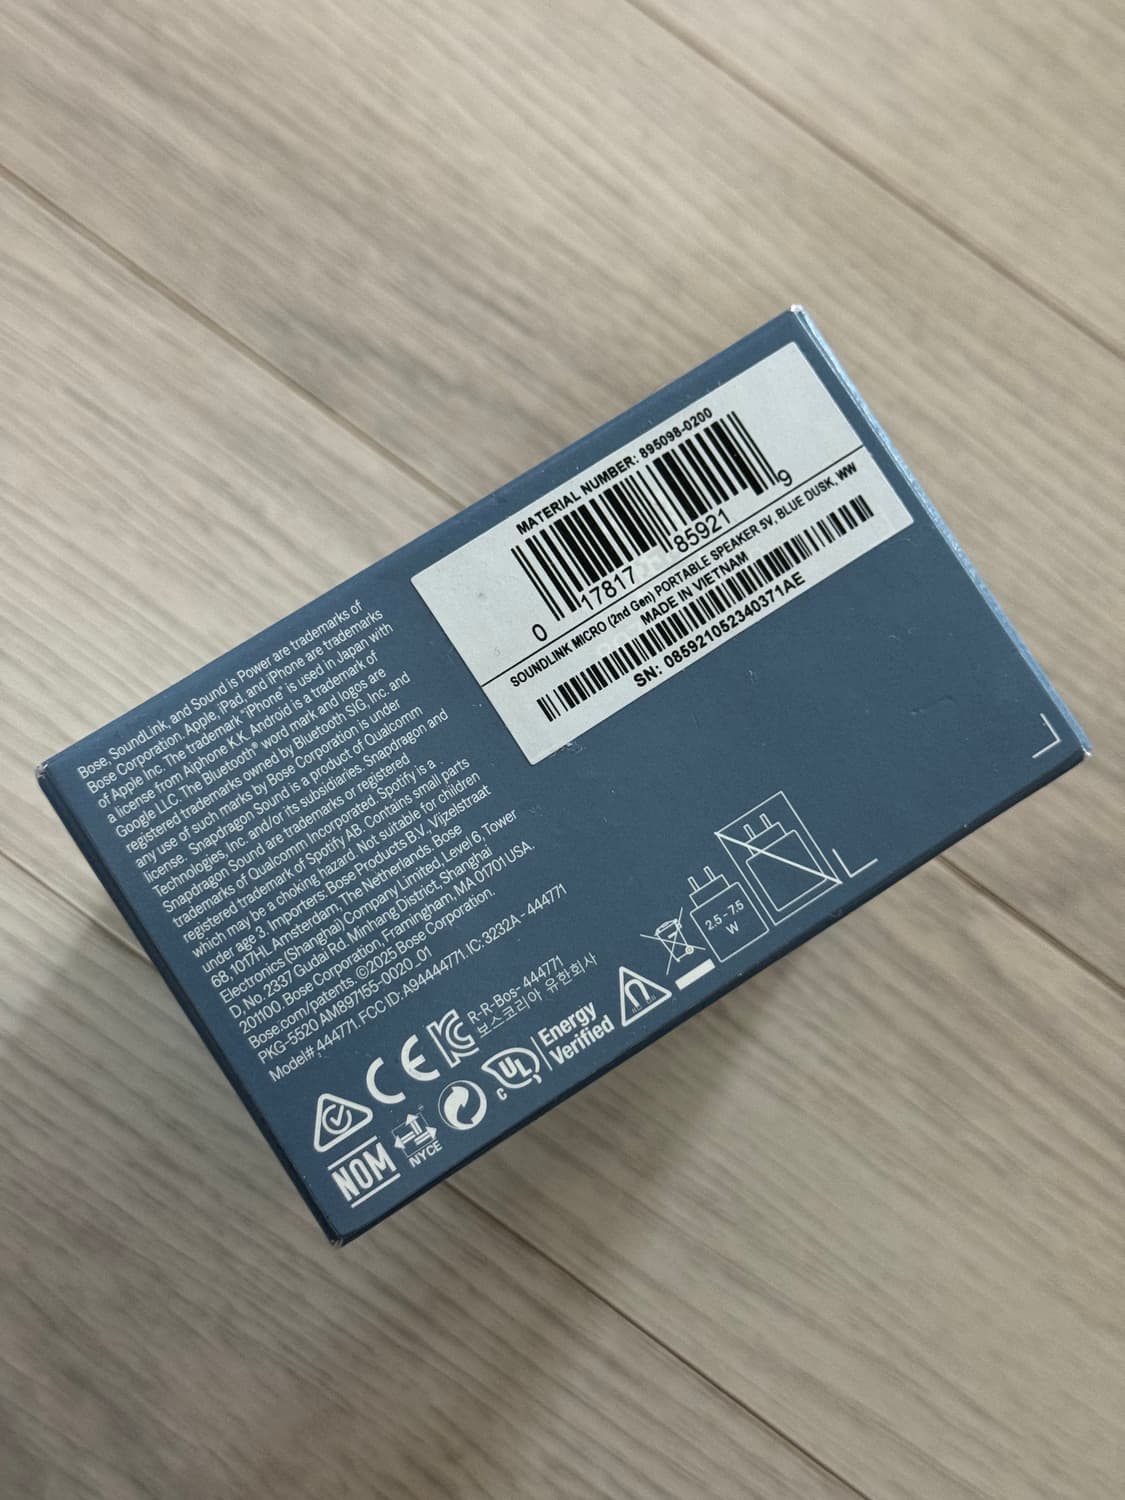 MATERIAL NUMBER: 895098-0200
0 17817 85921 9
SOUNDLINK MICRO (2nd Gen) PORTABLE SPEAKER 5V, BLUE DUSK, WW
MADE IN VIETNAM
SN: 085921052340371AE
Bose, SoundLink, and Sound is Power are trademarks of
Bose Corporation. Apple, iPad, and iPhone are trademarks
of Apple Inc. The trademark "iPhone" is used in Japan with
a license from Aiphone K.K. Android is a trademark of
Google LLC. The Bluetooth® word mark and logos are
registered trademarks owned by Bluetooth SIG, Inc. and
any use of such marks by Bose Corporation is under
license. Snapdragon Sound is a product of Qualcomm
Technologies, Inc. and/or its subsidiaries. Snapdragon and
Snapdragon Sound are trademarks or registered
trademarks of Qualcomm Incorporated. Spotify is a
registered trademark of Spotify AB. Contains small parts
which may be a choking hazard. Not suitable for children
under age 3. Importers: Bose Products B.V., Vijzelstraat
68, 1017HL Amsterdam, The Netherlands. Bose
Electronics (Shanghai) Company Limited, Level 6, Tower
D, No. 2337 Gudai Rd. Minhang District, Shanghai
201100. Bose Corporation, Framingham, MA 01701 USA.
Bose.com/patents. ©2025 Bose Corporation.
PKG-5520 AM897155-0020_01
Model# 444771. FCC ID: A94444771. IC: 3232A - 444771
R-R-Bos- 444771
보스코리아 유한회사
CE
NOM
NYCE
c UL
Energy
Verified
2.5 - 7.5
W